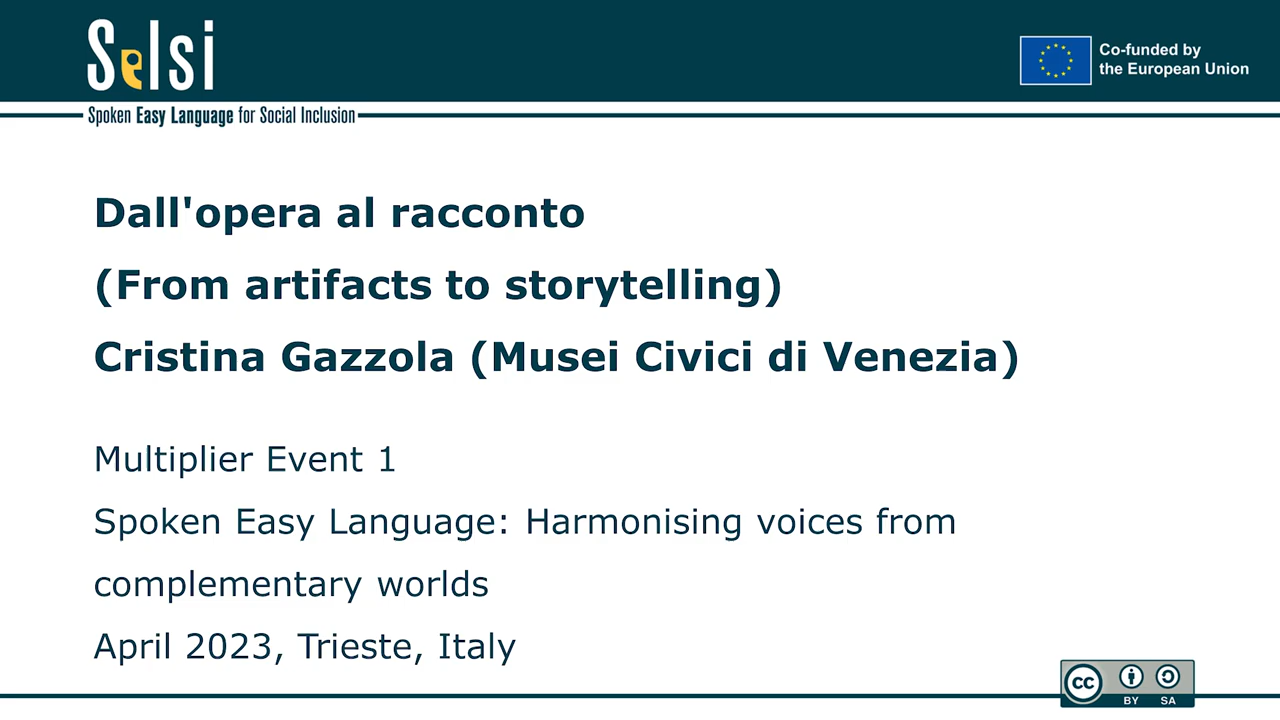 Selsi
Spoken Easy Language for Social Inclusion
Co-funded by
the European Union
Dall'opera al racconto
(From artifacts to storytelling)
Cristina Gazzola (Musei Civici di Venezia)
Multiplier Event 1
Spoken Easy Language: Harmonising voices from
complementary worlds
April 2023, Trieste, Italy
cc BY SA